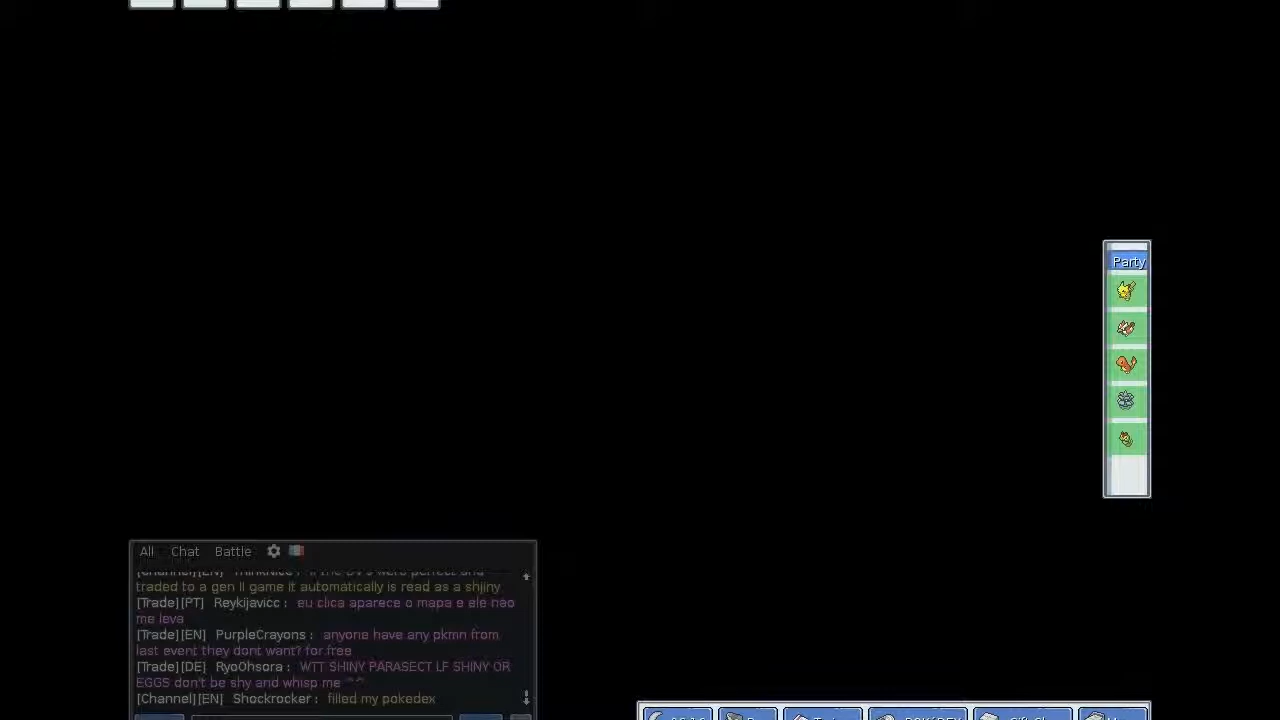 Party
All Chat Battle
traded to a gen II game it automatically is read as a shjiny
[Trade][PT] Reykijavicc : eu clica aparece o mapa e ele nao
me leva
[Trade][EN] PurpleCrayons : anyone have any pkmn from
last event they dont want? for free
[Trade][DE] RyoOhsora : WTT SHINY PARASECT LF SHINY OR
EGGS don't be shy and whisp me ^^
[Channel][EN] Shockrocker : filled my pokedex